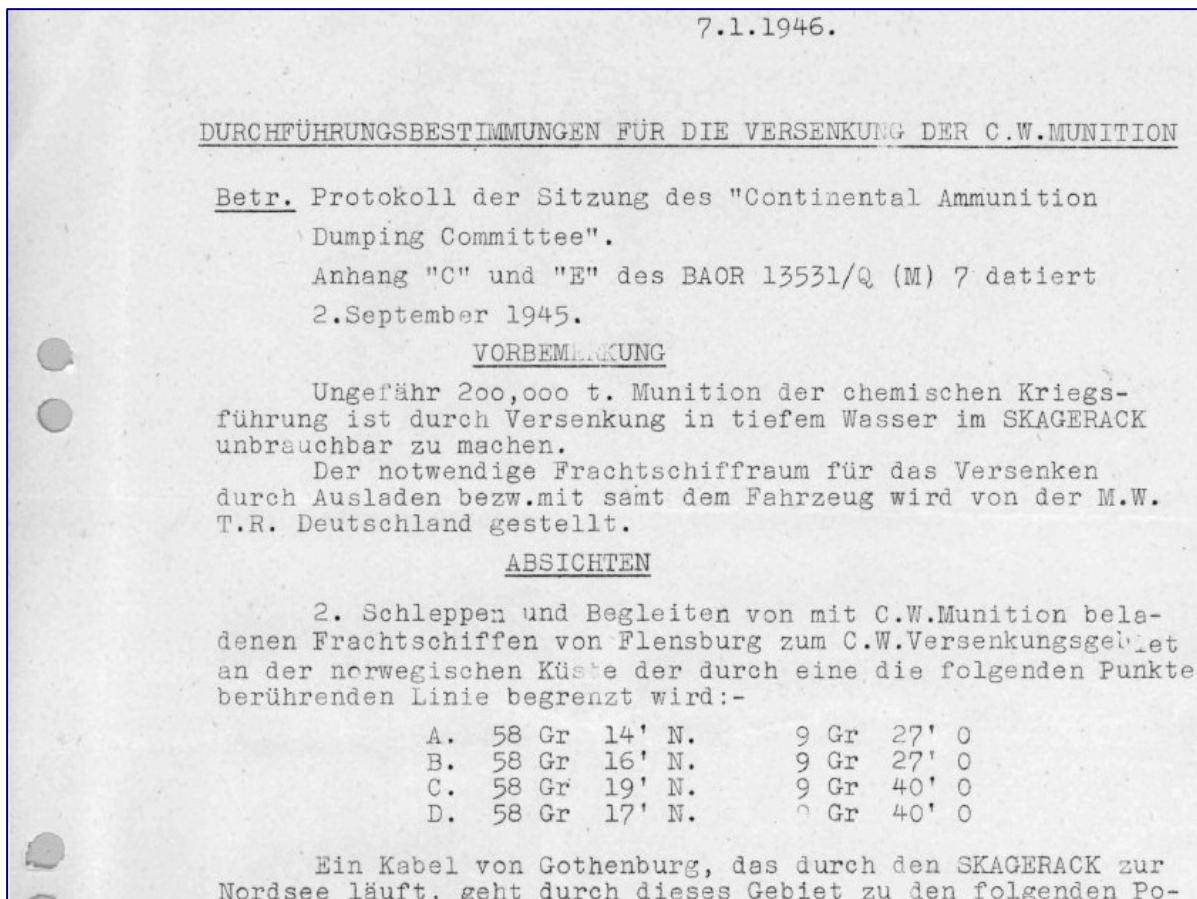 7.1.1946.
DURCHFÜHRUNGSBESTIMMUNGEN FÜR DIE VERSENKUNG DER C.W.MUNITION
Betr. Protokoll der Sitzung des "Continental Ammunition
Dumping Committee".
Anhang "C" und "E" des BAOR 13531/Q (M) 7 datiert
2.September 1945.
VORBEMERKUNG
Ungefähr 2oo,ooo t. Munition der chemischen Kriegs-
führung ist durch Versenkung in tiefem Wasser im SKAGERACK
unbrauchbar zu machen.
Der notwendige Frachtschiffraum für das Versenken
durch Ausladen bezw.mit samt dem Fahrzeug wird von der M.W.
T.R. Deutschland gestellt.
ABSICHTEN
2. Schleppen und Begleiten von mit C.W.Munition bela-
denen Frachtschiffen von Flensburg zum C.W.Versenkungsgebiet
an der norwegischen Küste der durch eine die folgenden Punkte
berührenden Linie begrenzt wird:-
A. 58 Gr 14' N. 9 Gr 27' O
B. 58 Gr 16' N. 9 Gr 27' O
C. 58 Gr 19' N. 9 Gr 40' O
D. 58 Gr 17' N. 9 Gr 40' O
Ein Kabel von Gothenburg, das durch den SKAGERACK zur
Nordsee läuft, geht durch dieses Gebiet zu den folgenden Po-